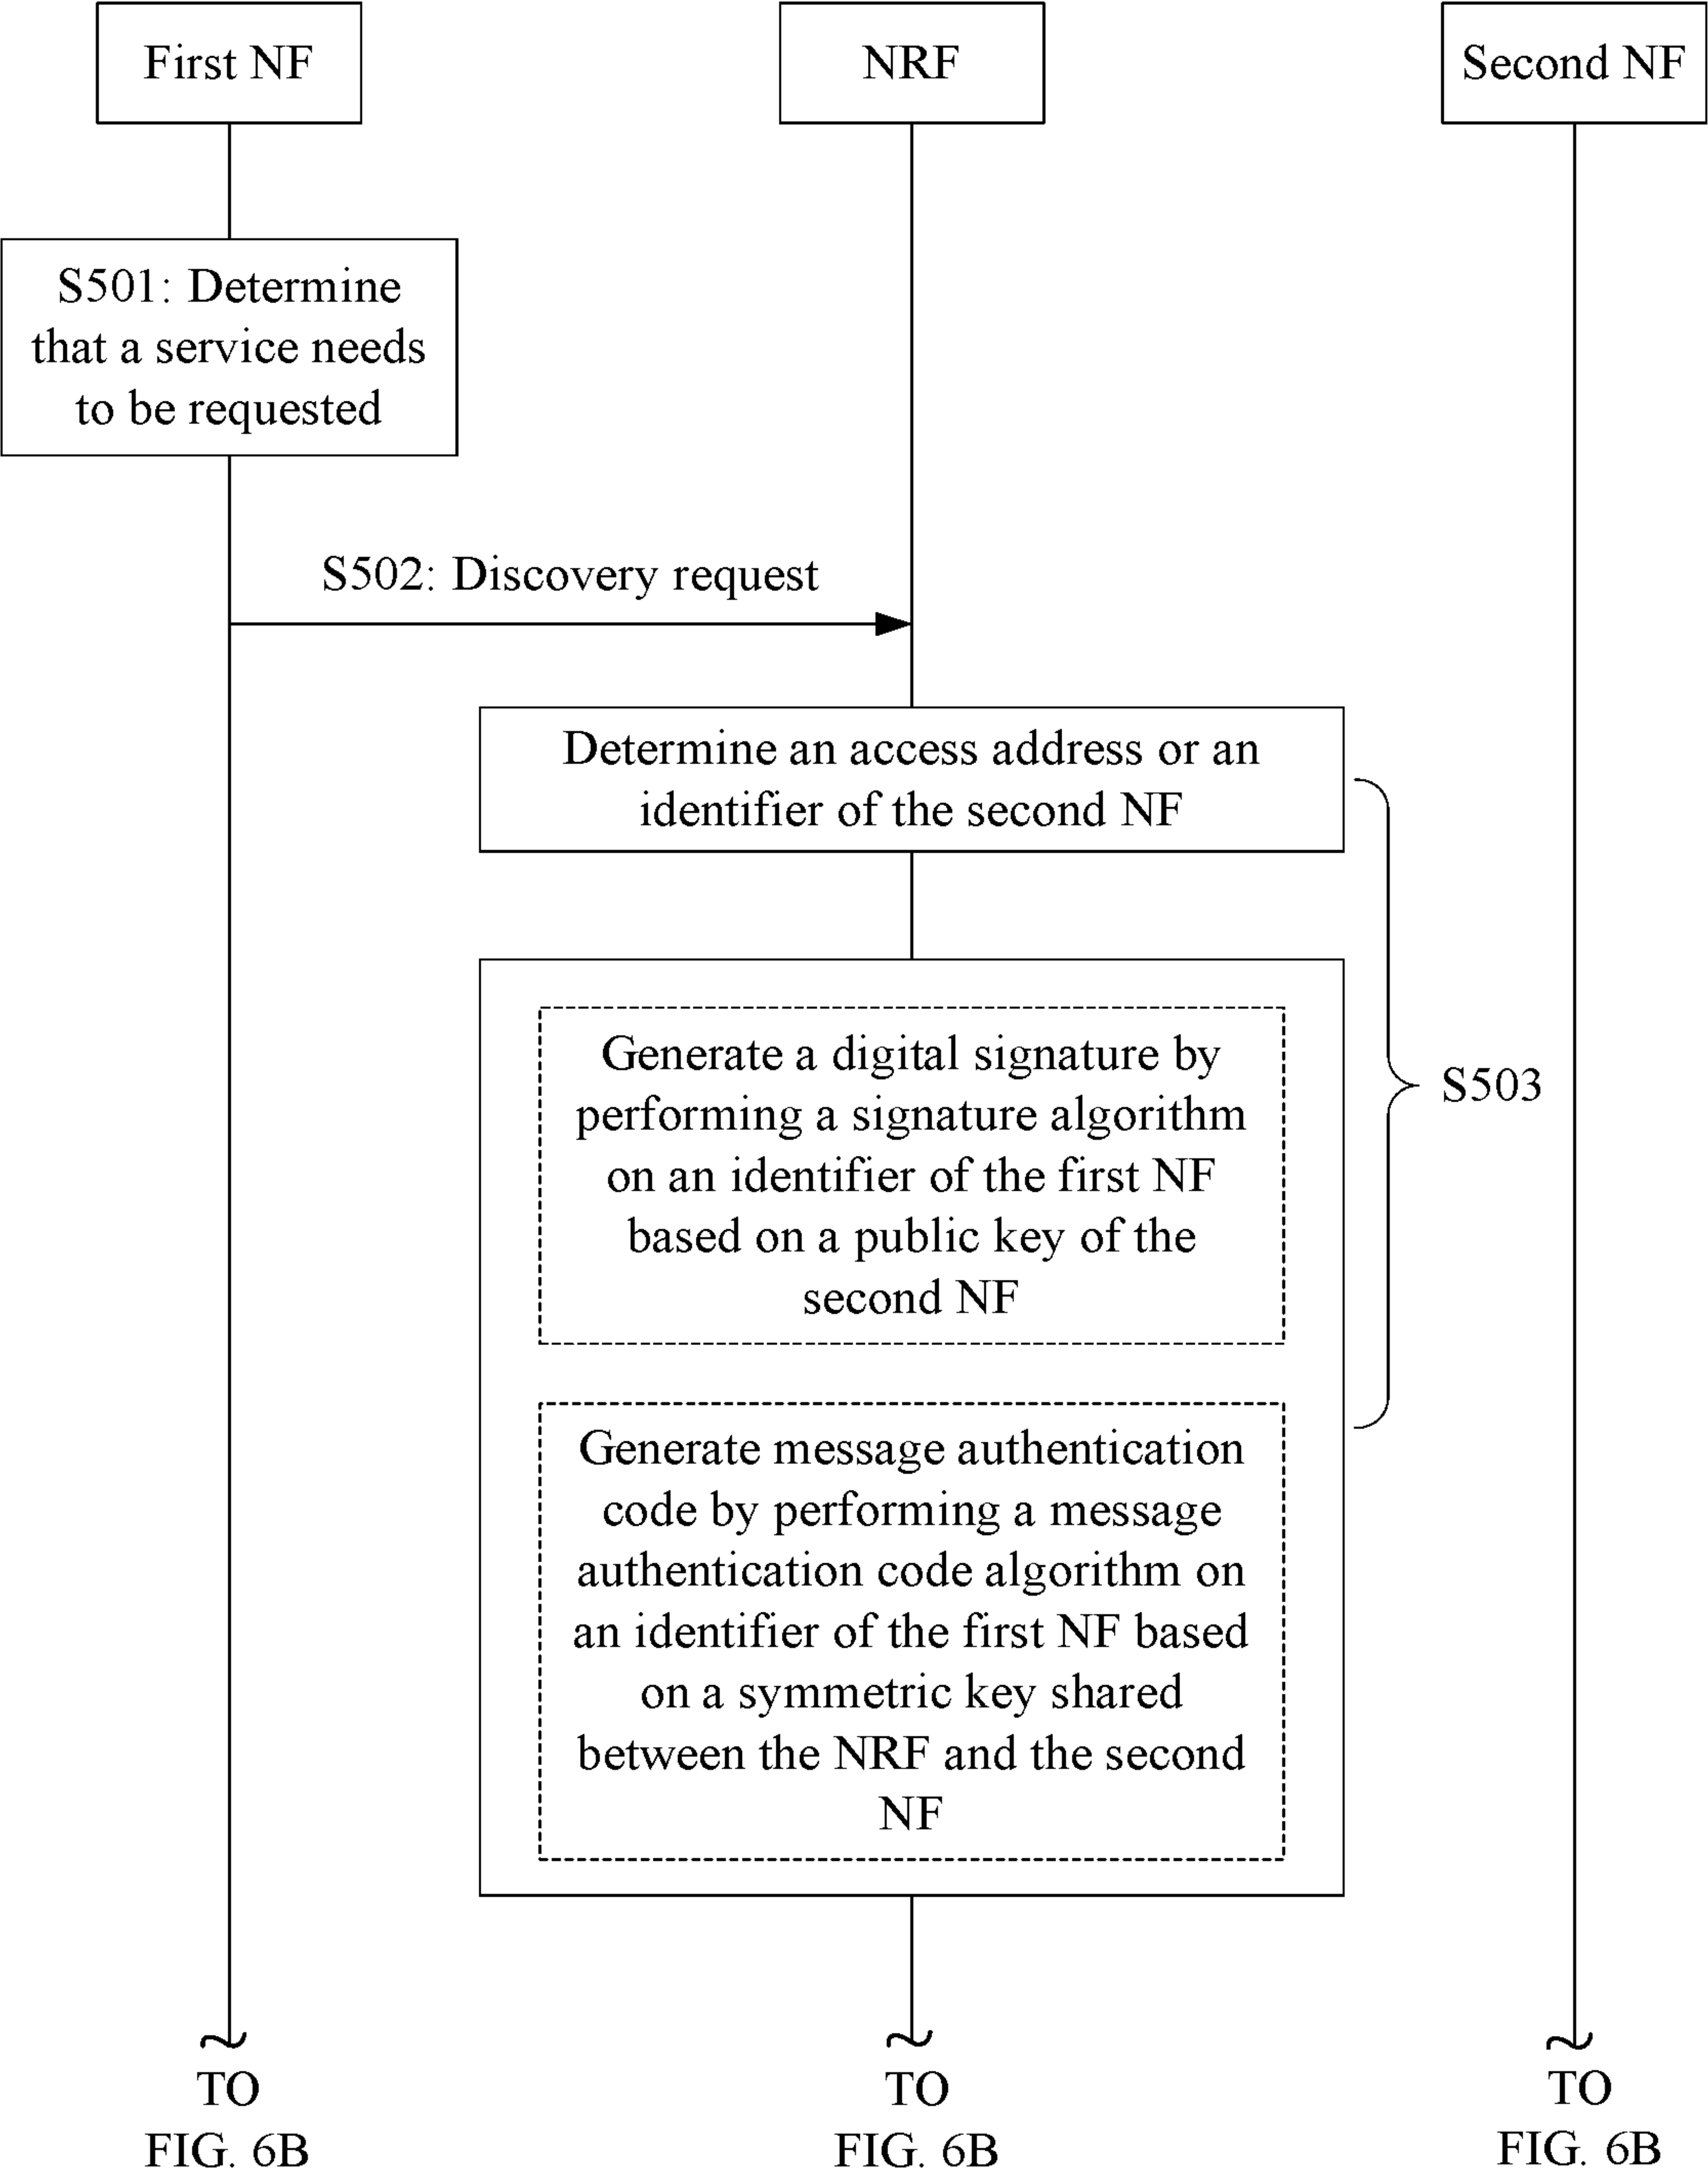 First NF
NRF
Second NF
S501: Determine
that a service needs
to be requested
S502: Discovery request
Determine an access address or an
identifier of the second NF
Generate a digital signature by
performing a signature algorithm
on an identifier of the first NF
based on a public key of the
second NF
S503
Generate message authentication
code by performing a message
authentication code algorithm on
an identifier of the first NF based
on a symmetric key shared
between the NRF and the second
NF
TO
FIG. 6B
TO
FIG. 6B
TO
FIG. 6B